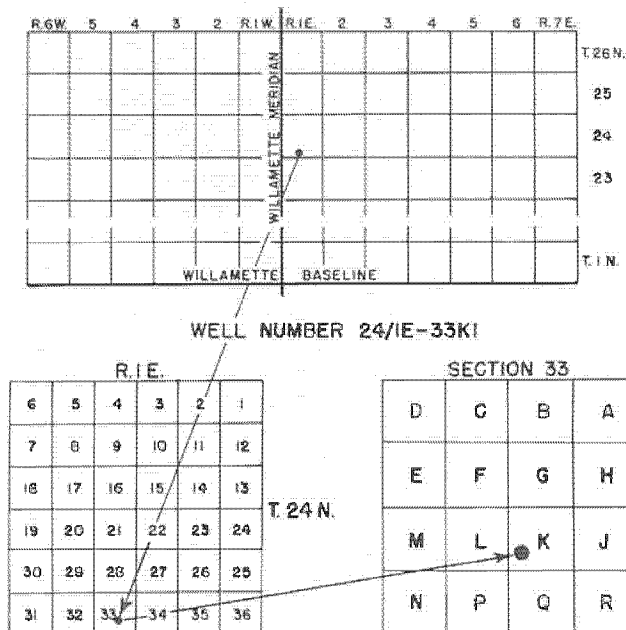 R.6W. 5 4 3 2 R.1W. R.1E. 2 3 4 5 6 R.7E.
T.26N.
25
24
23
WILLAMETTE MERIDIAN
T.1N.
WILLAMETTE BASELINE
WELL NUMBER 24/1E-33K1
R.1E.
6 5 4 3 2 1
7 8 9 10 11 12
18 17 16 15 14 13
T. 24 N.
19 20 21 22 23 24
30 29 28 27 26 25
31 32 33 34 35 36
SECTION 33
D C B A
E F G H
M L K J
N P Q R